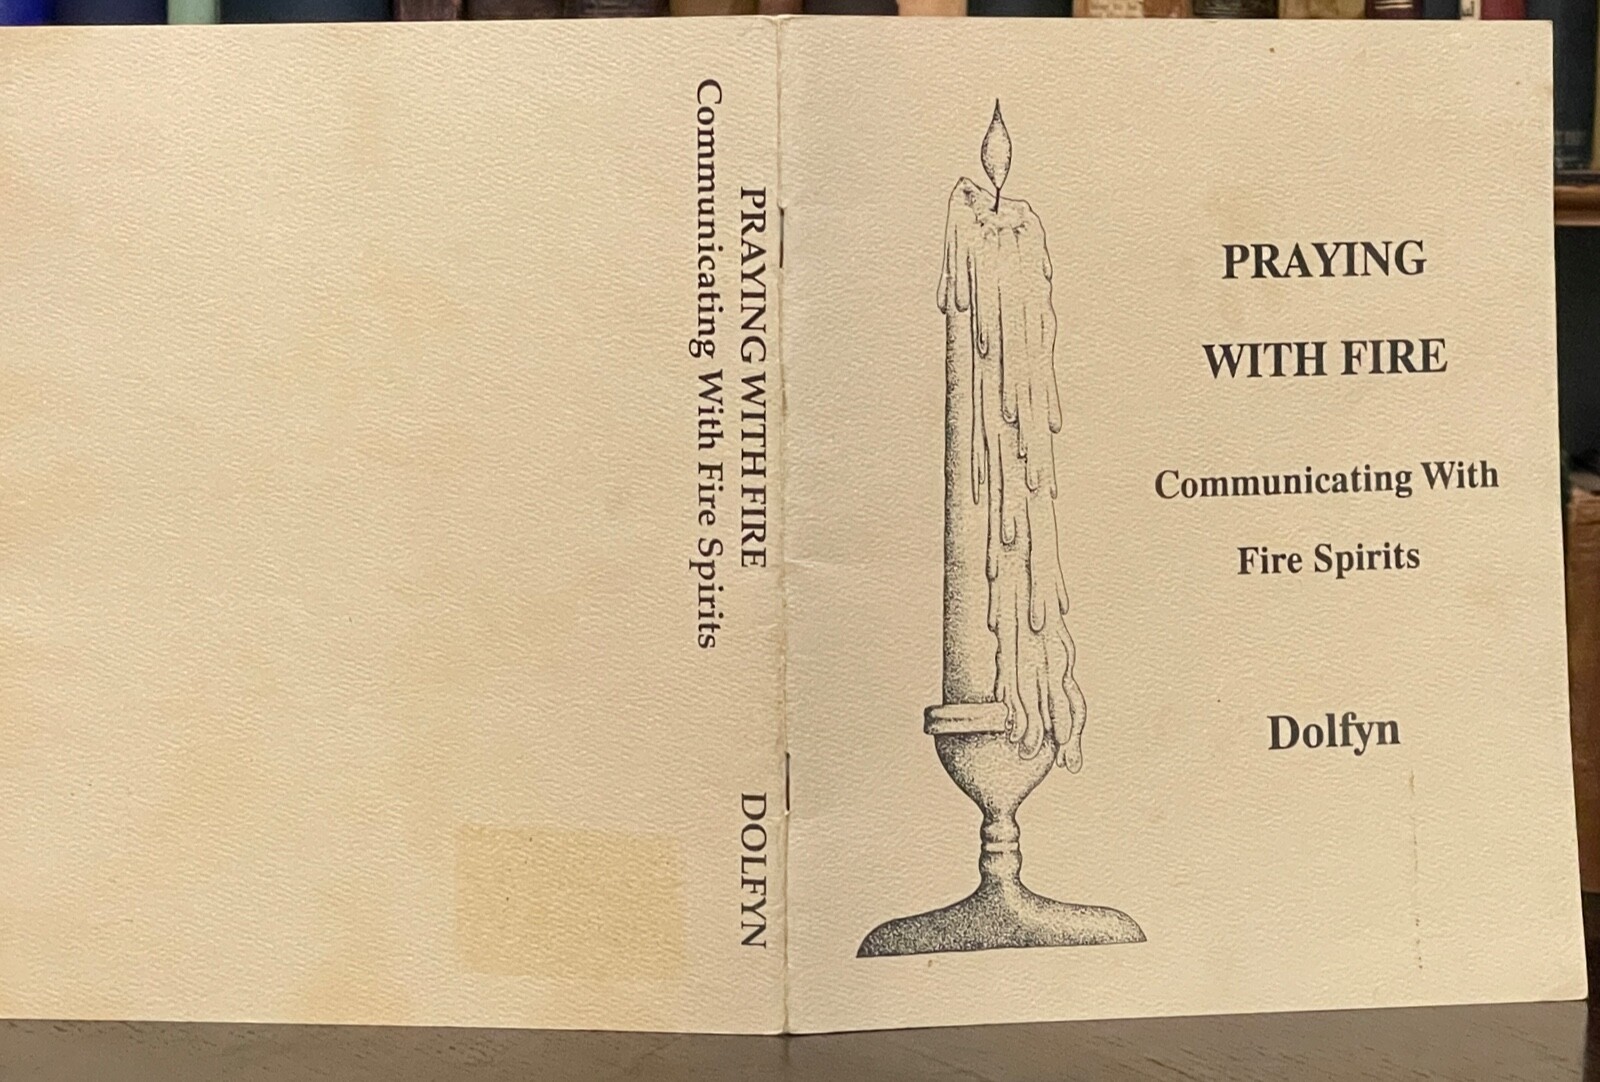 PRAYING WITH FIRE DOLFYN
Communicating With Fire Spirits
PRAYING
WITH FIRE
Communicating With
Fire Spirits
Dolfyn